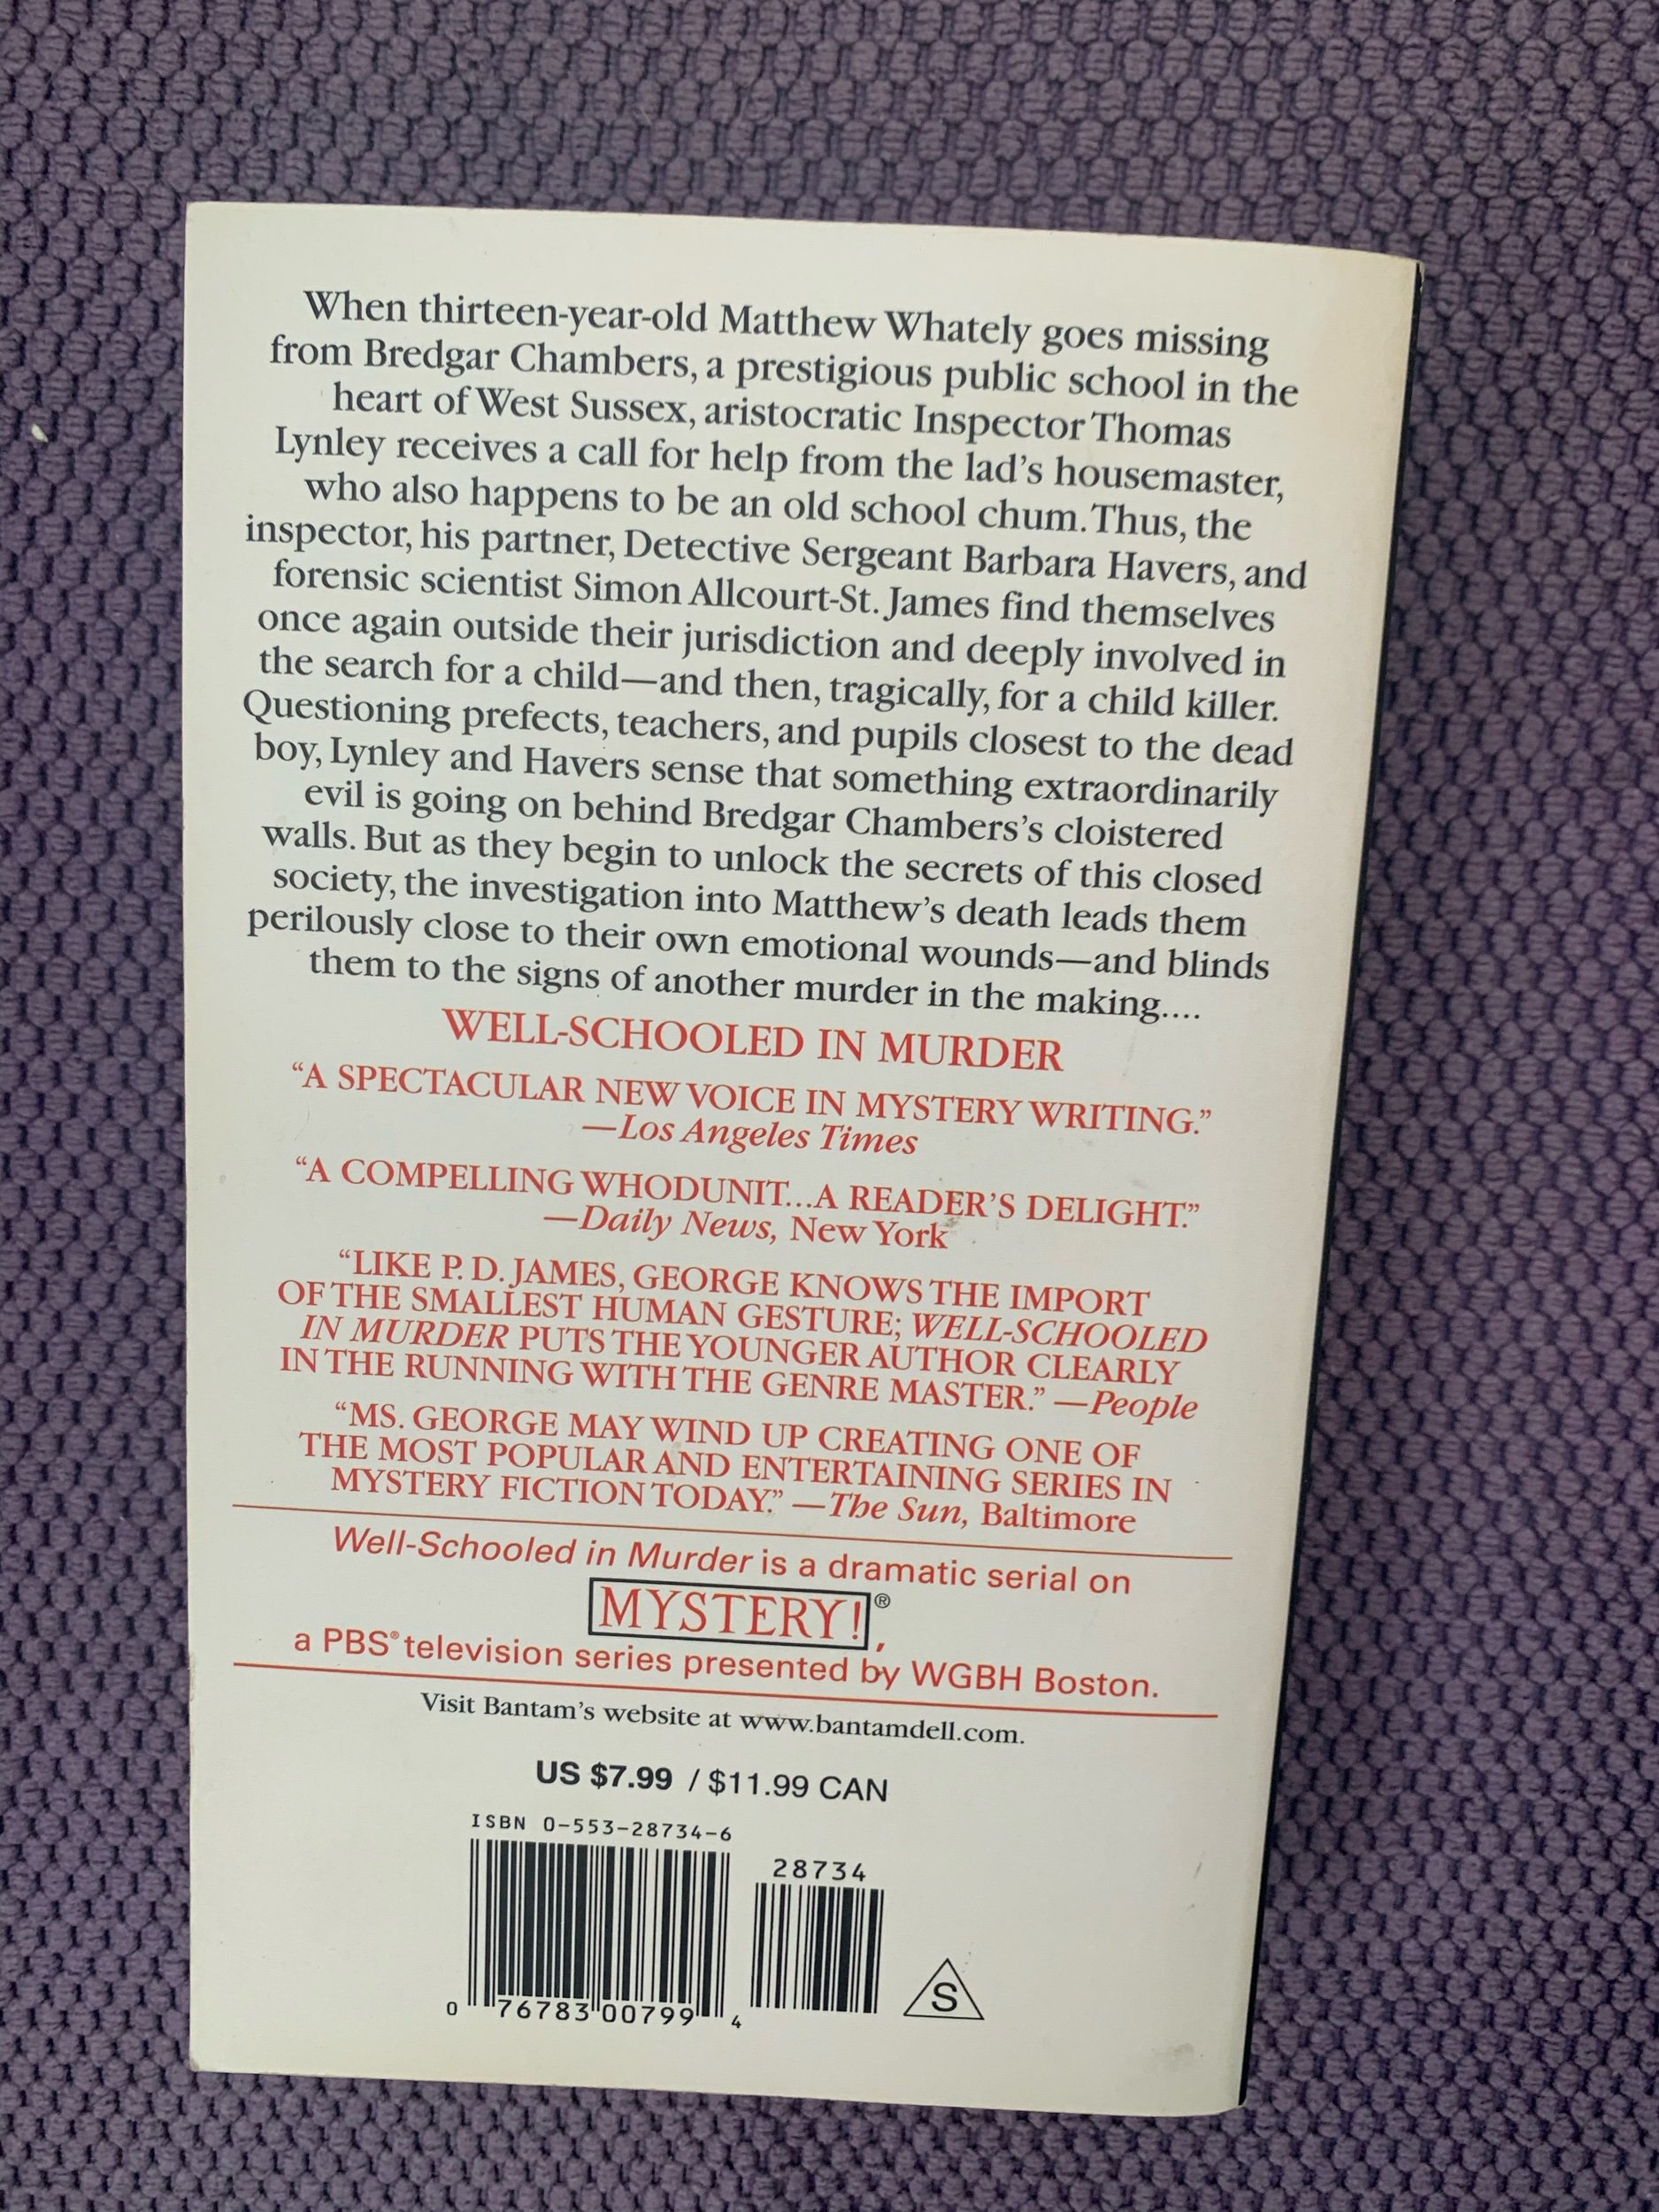 When thirteen-year-old Matthew Whately goes missing
from Bredgar Chambers, a prestigious public school in the
heart of West Sussex, aristocratic Inspector Thomas
Lynley receives a call for help from the lad's housemaster,
who also happens to be an old school chum. Thus, the
inspector, his partner, Detective Sergeant Barbara Havers, and
forensic scientist Simon Allcourt-St. James find themselves
once again outside their jurisdiction and deeply involved in
the search for a child—and then, tragically, for a child killer.
Questioning prefects, teachers, and pupils closest to the dead
boy, Lynley and Havers sense that something extraordinarily
evil is going on behind Bredgar Chambers's cloistered
walls. But as they begin to unlock the secrets of this closed
society, the investigation into Matthew's death leads them
perilously close to their own emotional wounds—and blinds
them to the signs of another murder in the making....
WELL-SCHOOLED IN MURDER
“A SPECTACULAR NEW VOICE IN MYSTERY WRITING.”
—Los Angeles Times
“A COMPELLING WHODUNIT...A READER'S DELIGHT.”
—Daily News, New York
“LIKE P. D. JAMES, GEORGE KNOWS THE IMPORT
OF THE SMALLEST HUMAN GESTURE; WELL-SCHOOLED
IN MURDER PUTS THE YOUNGER AUTHOR CLEARLY
IN THE RUNNING WITH THE GENRE MASTER.” —People
“MS. GEORGE MAY WIND UP CREATING ONE OF
THE MOST POPULAR AND ENTERTAINING SERIES IN
MYSTERY FICTION TODAY.” —The Sun, Baltimore
Well-Schooled in Murder is a dramatic serial on
MYSTERY!®,
a PBS® television series presented by WGBH Boston.
Visit Bantam's website at www.bantamdell.com.
US $7.99 / $11.99 CAN
ISBN 0-553-28734-6
28734
0 76783 00799 4
S